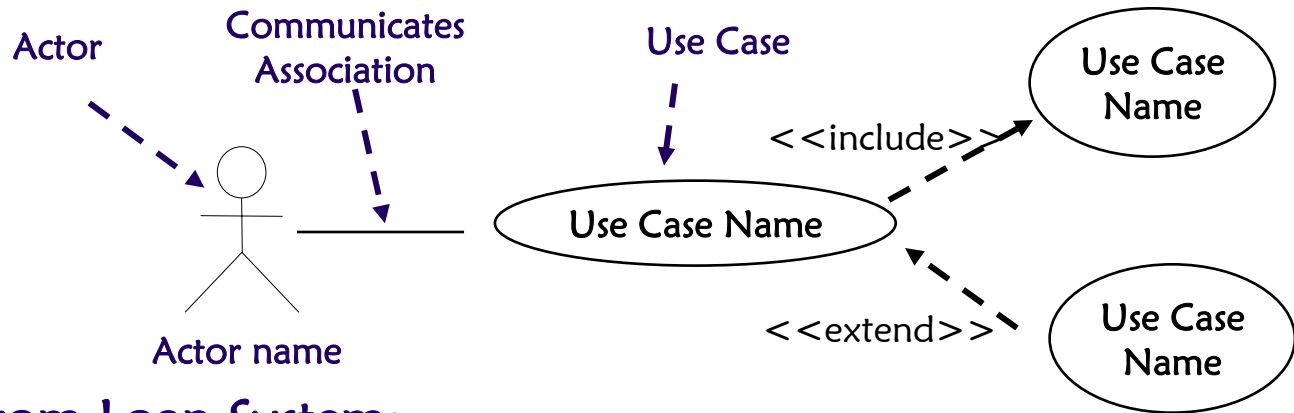 Actor
Communicates
Association
Use Case
Use Case
Name
<<include>>
Use Case Name
<<extend>>
Use Case
Name
Actor name